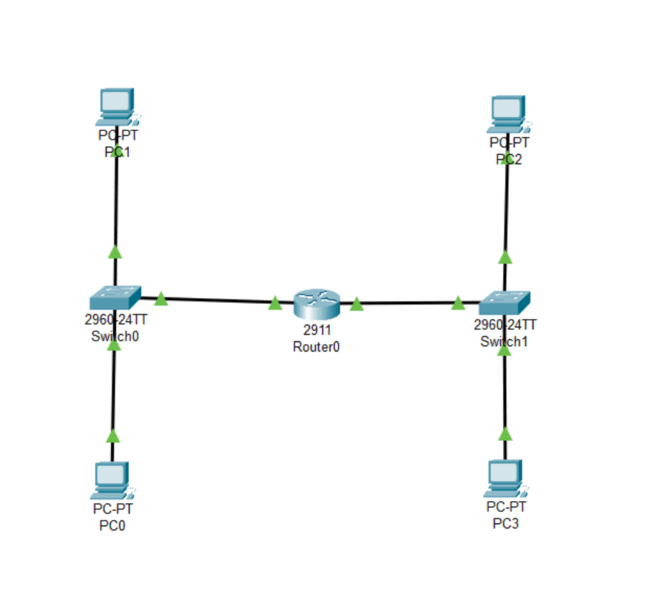 PC-PT
PC1
PC-PT
PC2
2960-24TT
Switch0
2911
Router0
2960-24TT
Switch1
PC-PT
PC0
PC-PT
PC3